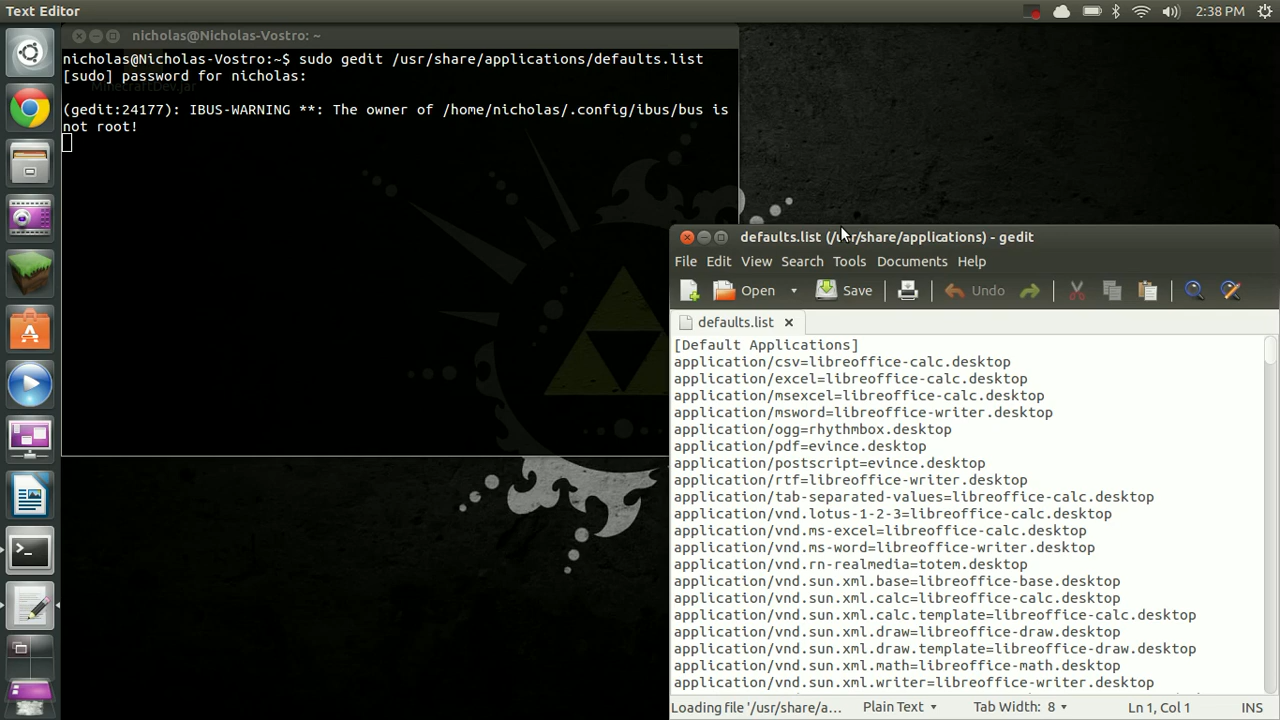 Text Editor
2:38 PM
nicholas@Nicholas-Vostro: ~
nicholas@Nicholas-Vostro:~$ sudo gedit /usr/share/applications/defaults.list
[sudo] password for nicholas:
MinecraftDev.jar
(gedit:24177): IBUS-WARNING **: The owner of /home/nicholas/.config/ibus/bus is
not root!
defaults.list (/usr/share/applications) - gedit
File Edit View Search Tools Documents Help
Open Save Undo
defaults.list
[Default Applications]
application/csv=libreoffice-calc.desktop
application/excel=libreoffice-calc.desktop
application/msexcel=libreoffice-calc.desktop
application/msword=libreoffice-writer.desktop
application/ogg=rhythmbox.desktop
application/pdf=evince.desktop
application/postscript=evince.desktop
application/rtf=libreoffice-writer.desktop
application/tab-separated-values=libreoffice-calc.desktop
application/vnd.lotus-1-2-3=libreoffice-calc.desktop
application/vnd.ms-excel=libreoffice-calc.desktop
application/vnd.ms-word=libreoffice-writer.desktop
application/vnd.rn-realmedia=totem.desktop
application/vnd.sun.xml.base=libreoffice-base.desktop
application/vnd.sun.xml.calc=libreoffice-calc.desktop
application/vnd.sun.xml.calc.template=libreoffice-calc.desktop
application/vnd.sun.xml.draw=libreoffice-draw.desktop
application/vnd.sun.xml.draw.template=libreoffice-draw.desktop
application/vnd.sun.xml.math=libreoffice-math.desktop
application/vnd.sun.xml.writer=libreoffice-writer.desktop
Loading file '/usr/share/a... Plain Text Tab Width: 8 Ln 1, Col 1 INS